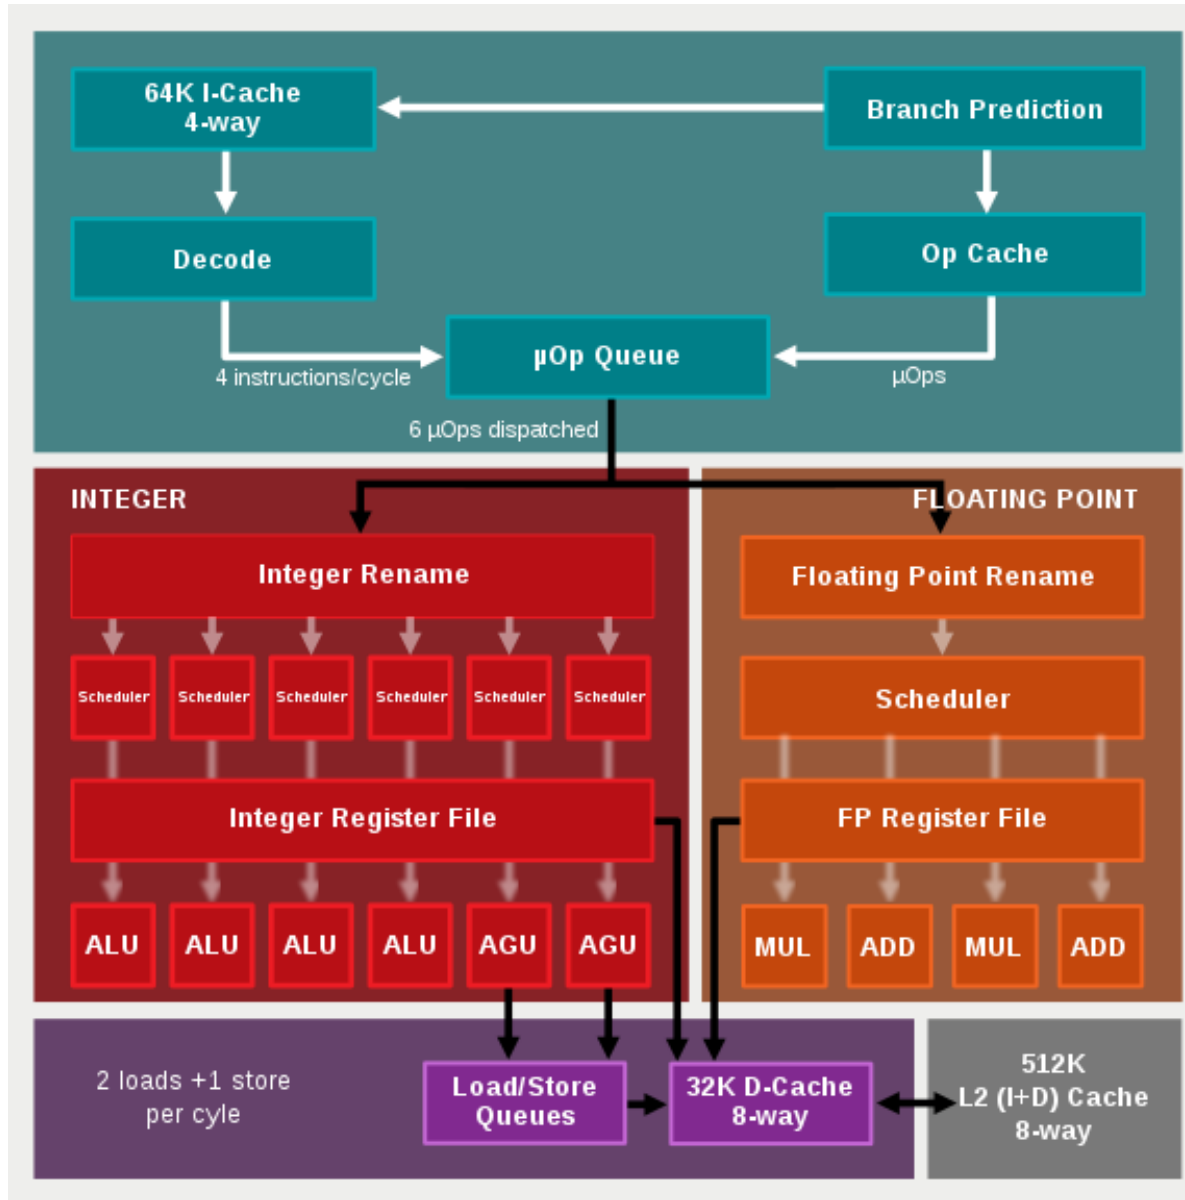 64K I-Cache
4-way
Branch Prediction
Decode
Op Cache
µOp Queue
4 instructions/cycle
µOps
6 µOps dispatched
INTEGER
FLOATING POINT
Integer Rename
Floating Point Rename
Scheduler Scheduler Scheduler Scheduler Scheduler Scheduler
Scheduler
Integer Register File
FP Register File
ALU ALU ALU ALU AGU AGU
MUL ADD MUL ADD
2 loads +1 store
per cyle
Load/Store
Queues
32K D-Cache
8-way
512K
L2 (I+D) Cache
8-way